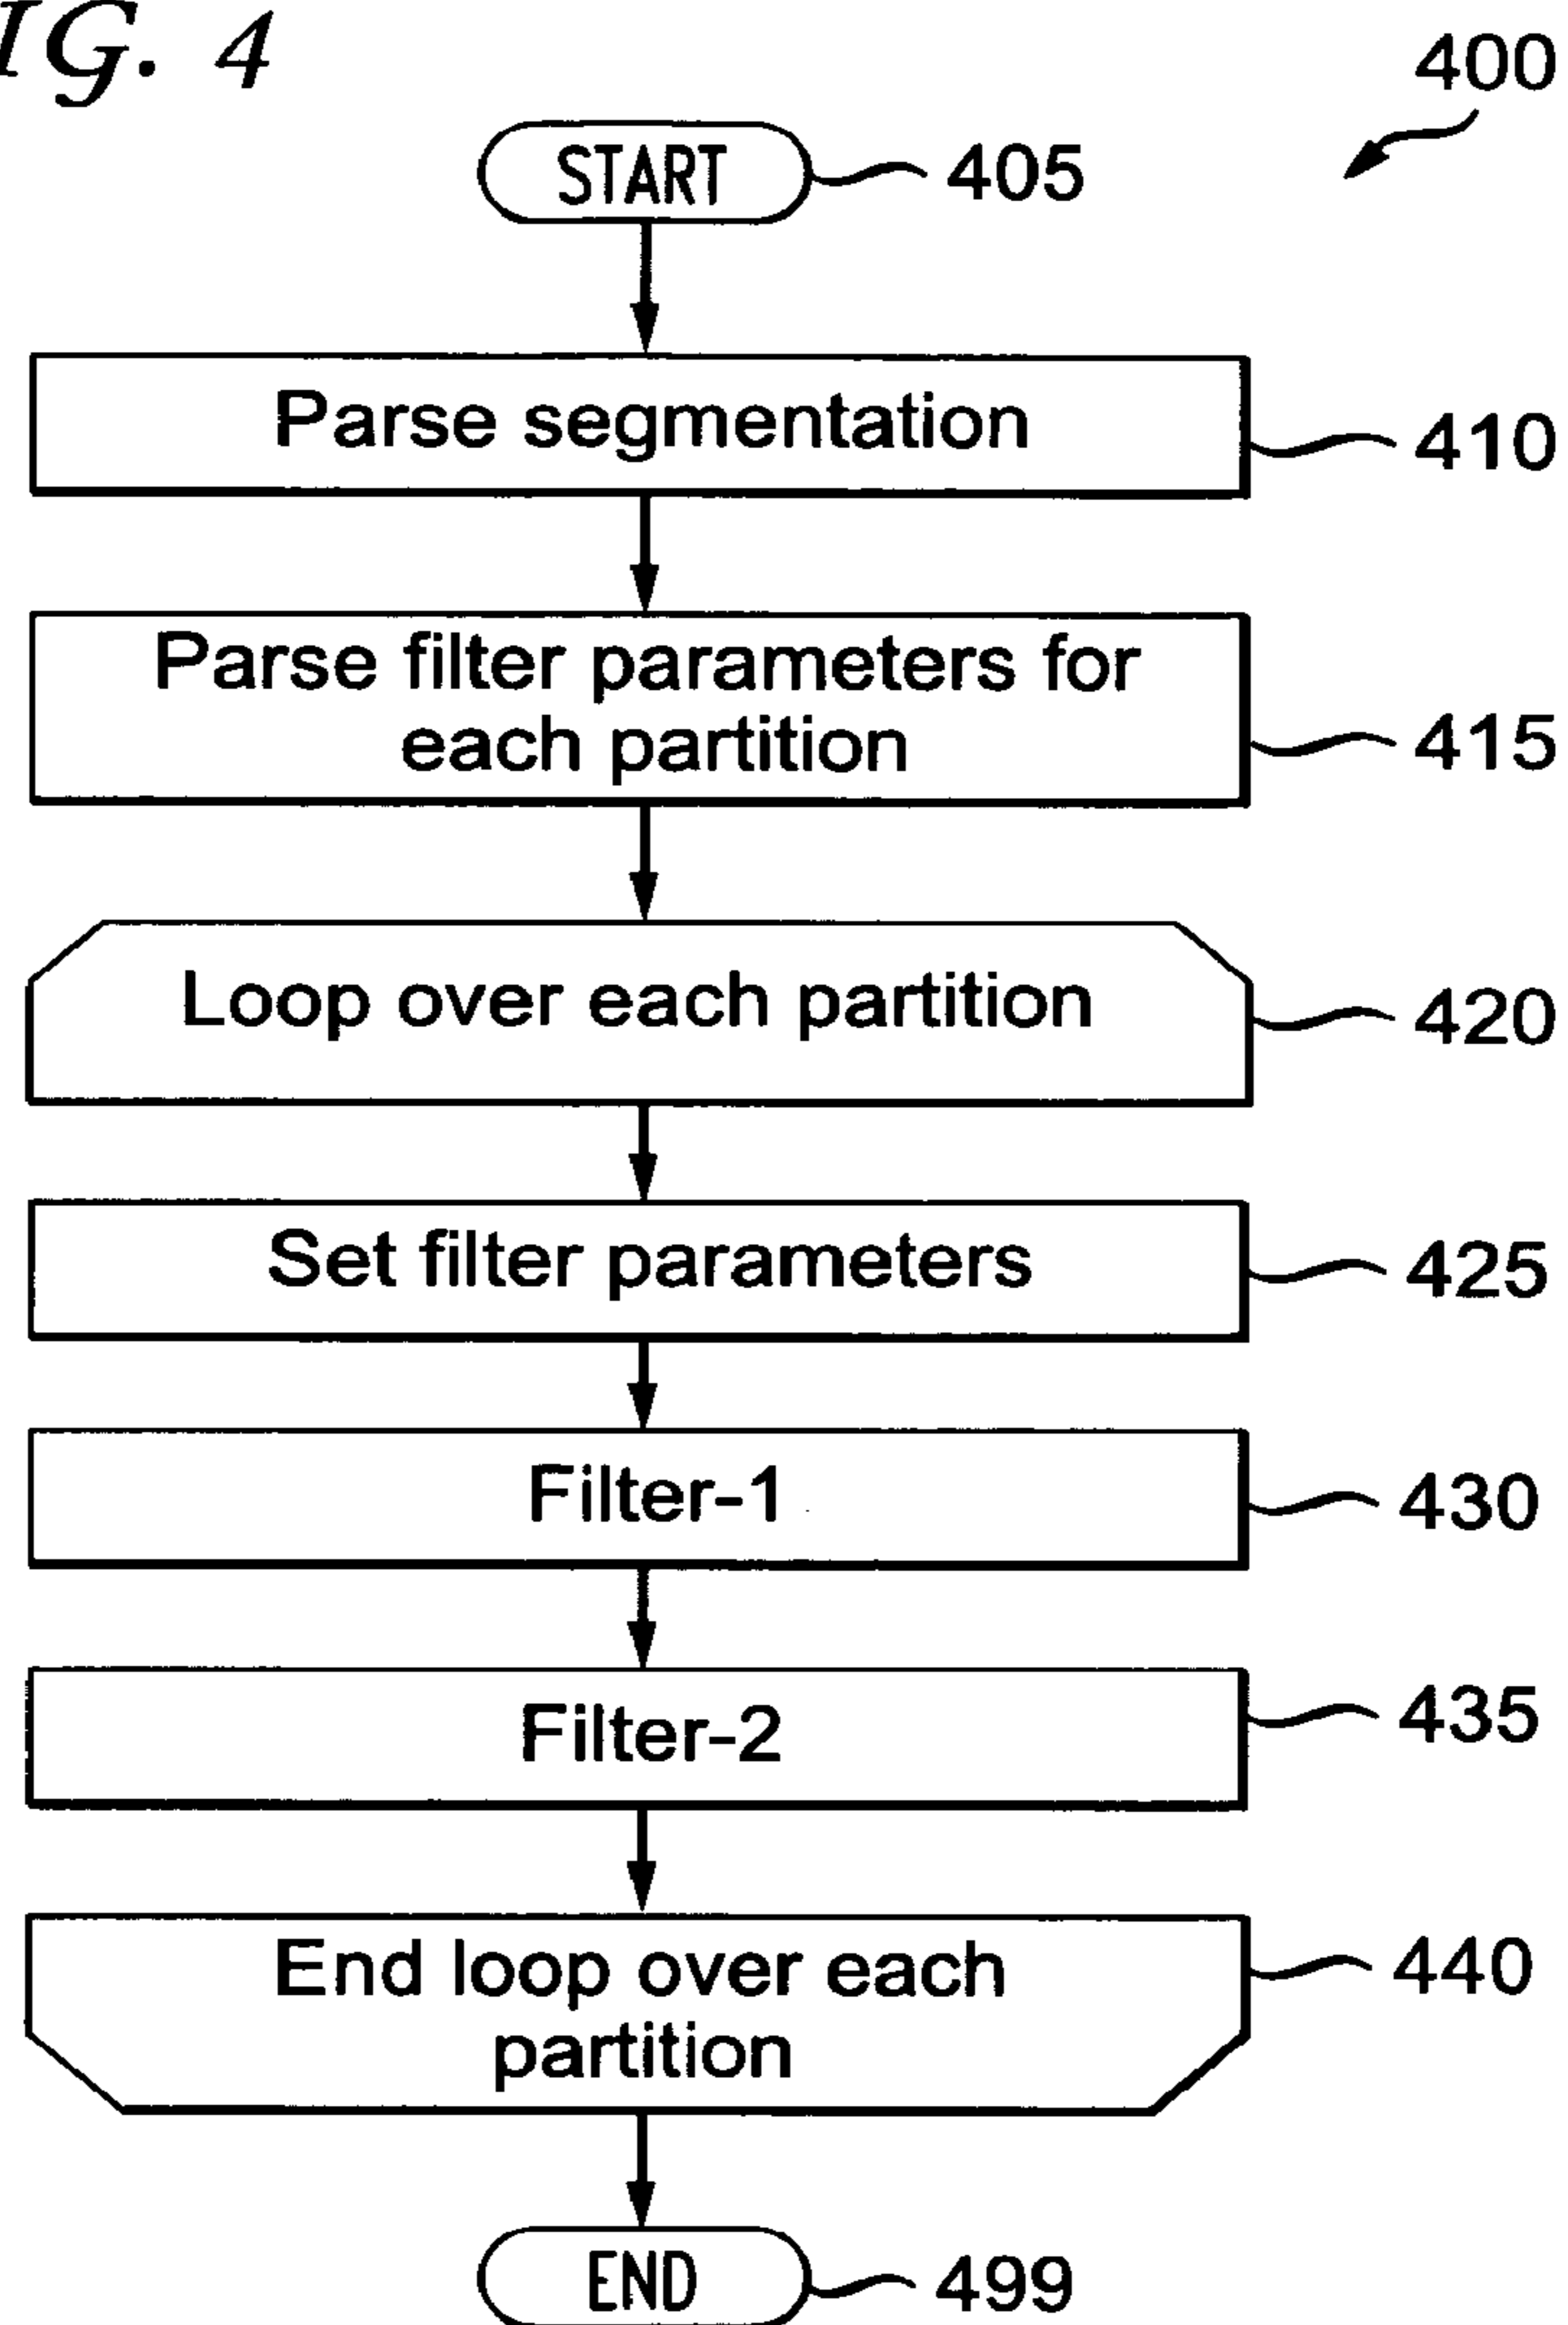 IG. 4
400
START
405
Parse segmentation
410
Parse filter parameters for
each partition
415
Loop over each partition
420
Set filter parameters
425
Filter-1
430
Filter-2
435
End loop over each
partition
440
END
499